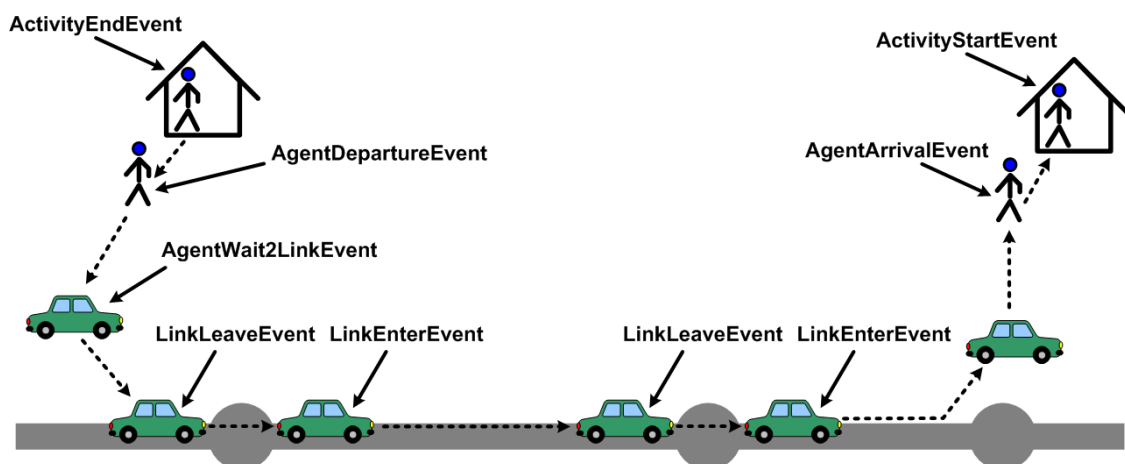 ActivityEndEvent
ActivityStartEvent
AgentDepartureEvent
AgentArrivalEvent
AgentWait2LinkEvent
LinkLeaveEvent
LinkEnterEvent
LinkLeaveEvent
LinkEnterEvent